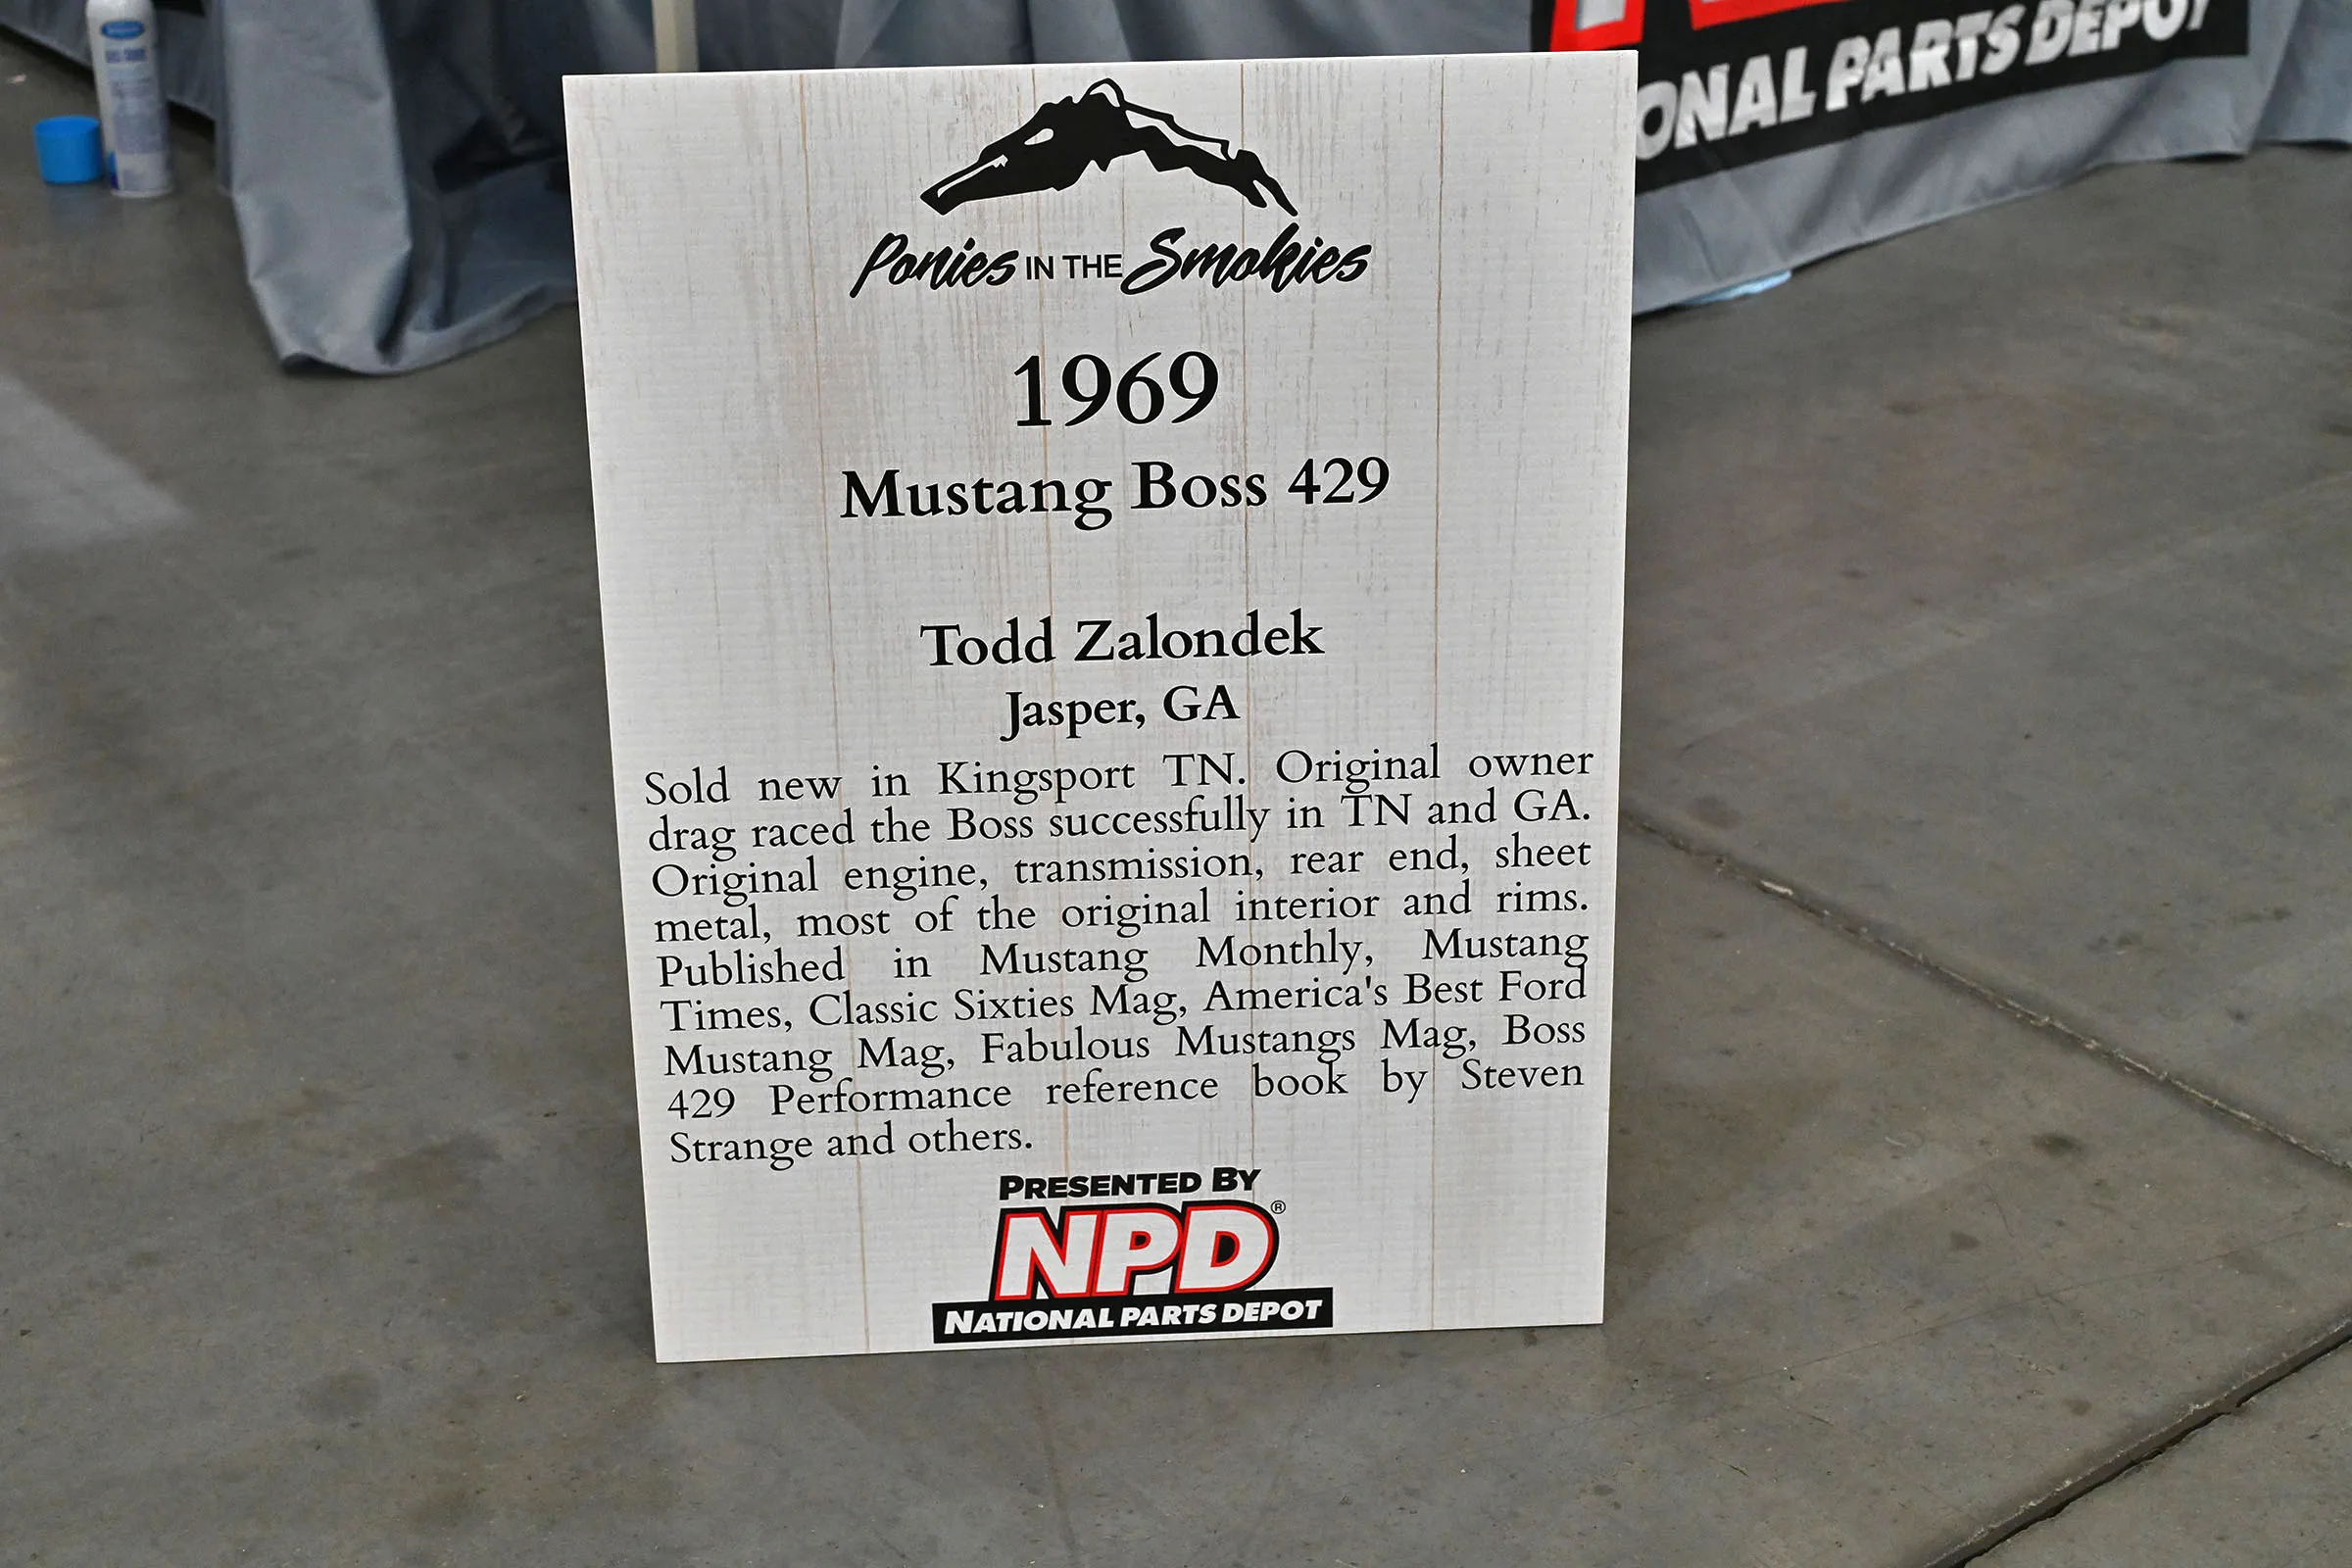 ONAL PARTS DEPOT
Ponies IN THE Smokies
1969
Mustang Boss 429
Todd Zalondek
Jasper, GA
Sold new in Kingsport TN. Original owner
drag raced the Boss successfully in TN and GA.
Original engine, transmission, rear end, sheet
metal, most of the original interior and rims.
Published in Mustang Monthly, Mustang
Times, Classic Sixties Mag, America's Best Ford
Mustang Mag, Fabulous Mustangs Mag, Boss
429 Performance reference book by Steven
Strange and others.
PRESENTED BY
NPD®
NATIONAL PARTS DEPOT